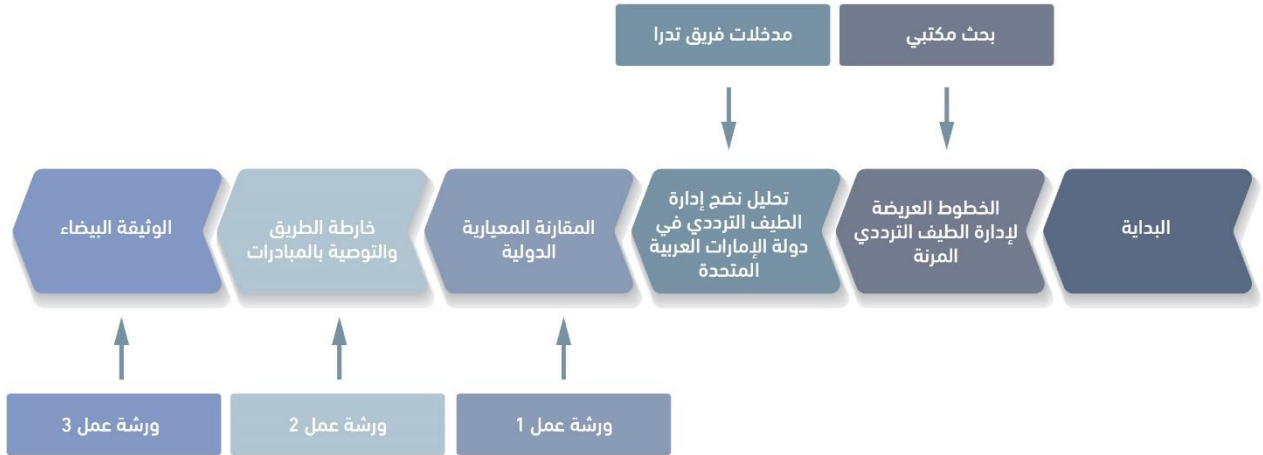 بحث مكتبي
مدخلات فريق تدرا
البداية
الخطوط العريضة
لإدارة الطيف الترددي
المرنة
تحليل نضج إدارة
الطيف الترددي في
دولة الإمارات العربية
المتحدة
المقارنة المعيارية
الدولية
خارطة الطريق
والتوصية بالمبادرات
الوثيقة البيضاء
ورشة عمل 1
ورشة عمل 2
ورشة عمل 3